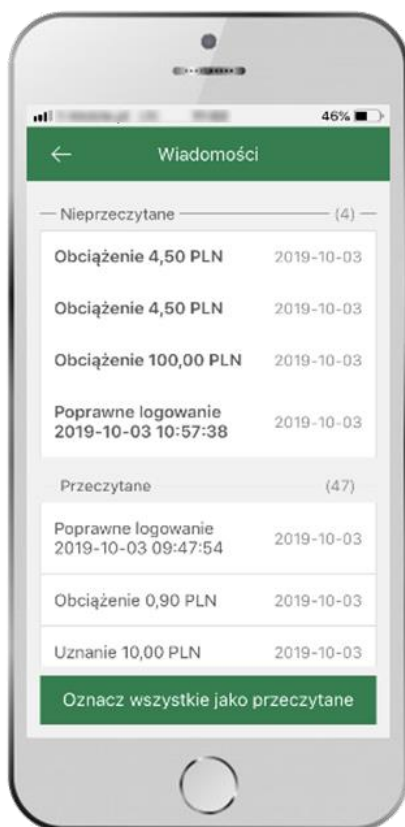 46%
Wiadomości
Nieprzeczytane (4)
Obciążenie 4,50 PLN 2019-10-03
Obciążenie 4,50 PLN 2019-10-03
Obciążenie 100,00 PLN 2019-10-03
Poprawne logowanie
2019-10-03 10:57:38 2019-10-03
Przeczytane (47)
Poprawne logowanie
2019-10-03 09:47:54 2019-10-03
Obciążenie 0,90 PLN 2019-10-03
Uznanie 10,00 PLN 2019-10-03
Oznacz wszystkie jako przeczytane